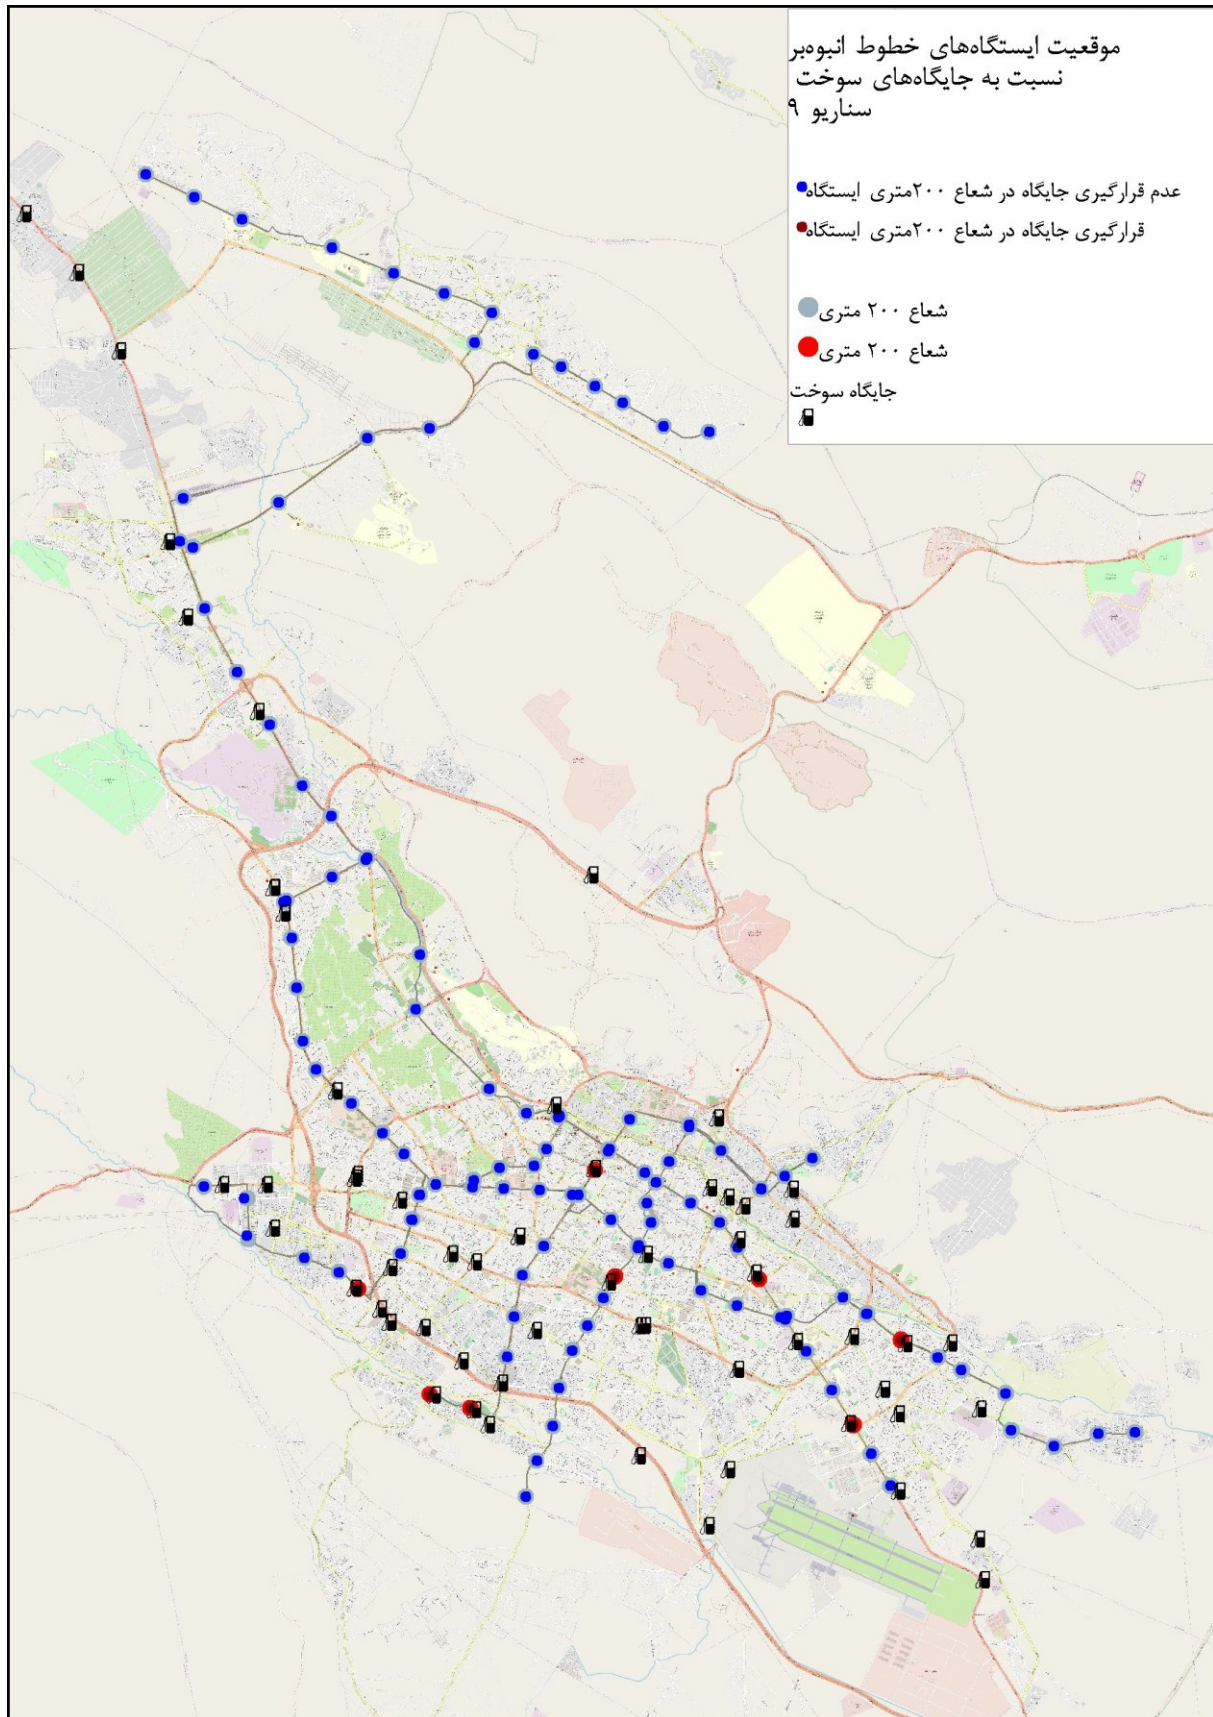 موقعیت ایستگاه‌های خطوط انبوه‌بر
نسبت به جایگاه‌های سوخت
سناریو ۹
عدم قرارگیری جایگاه در شعاع ۲۰۰متری ایستگاه
قرارگیری جایگاه در شعاع ۲۰۰متری ایستگاه
شعاع ۲۰۰ متری
شعاع ۲۰۰ متری
جایگاه سوخت